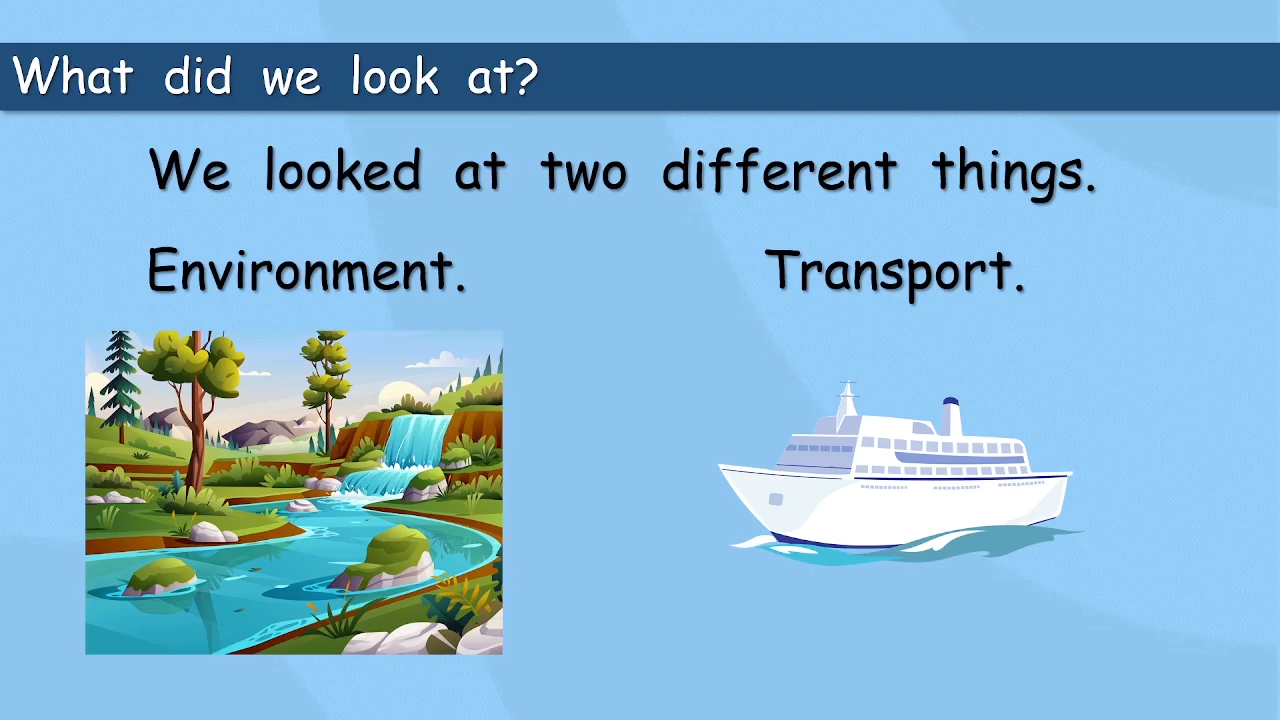 What did we look at?
We looked at two different things.
Environment.
Transport.